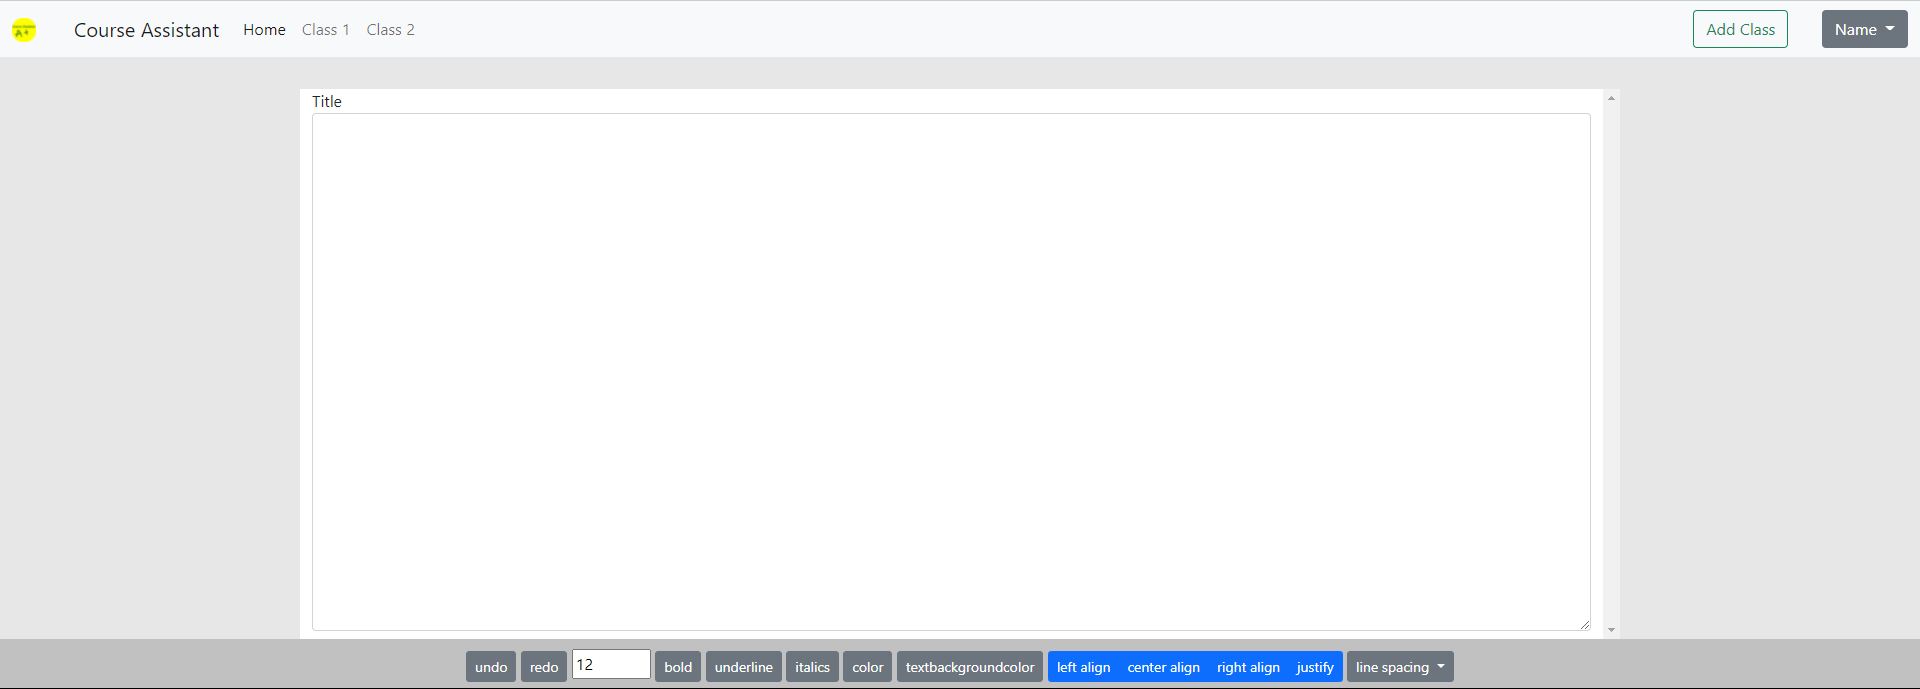 Course Assistant Home Class 1 Class 2 Add Class Name
Title
undo redo 12 bold underline italics color textbackgroundcolor left align center align right align justify line spacing